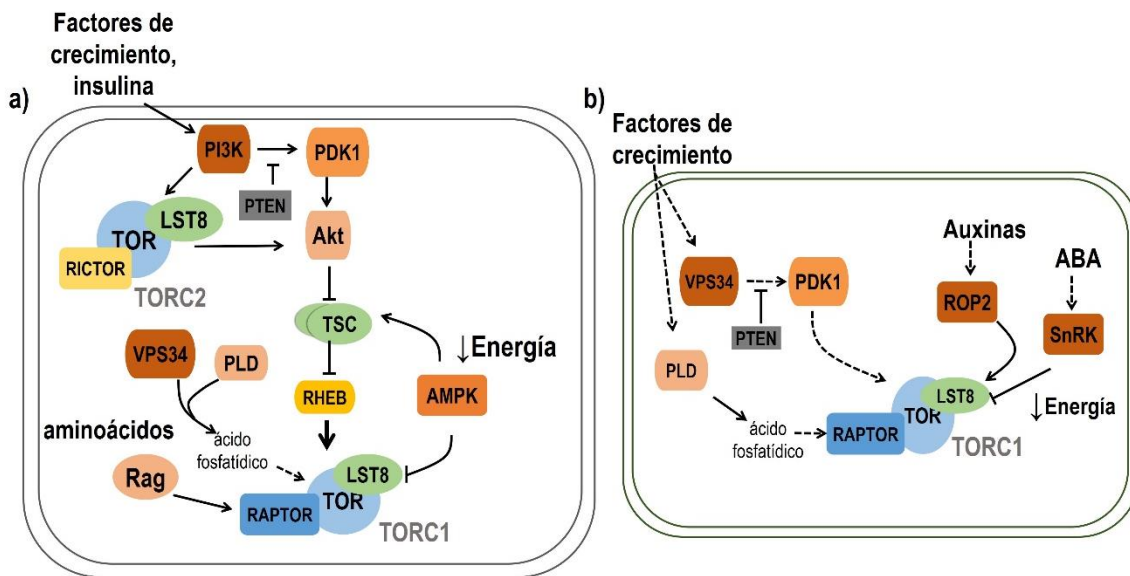 a)
Factores de
crecimiento,
insulina
PI3K
PDK1
PTEN
LST8
TOR
RICTOR
TORC2
Akt
TSC
↓Energía
VPS34
PLD
RHEB
AMPK
aminoácidos
ácido
fosfatídico
Rag
LST8
TOR
RAPTOR
TORC1
b)
Factores de
crecimiento
Auxinas
ABA
VPS34
PDK1
ROP2
PTEN
SnRK
PLD
LST8
↓Energía
TOR
RAPTOR
ácido
fosfatídico
TORC1